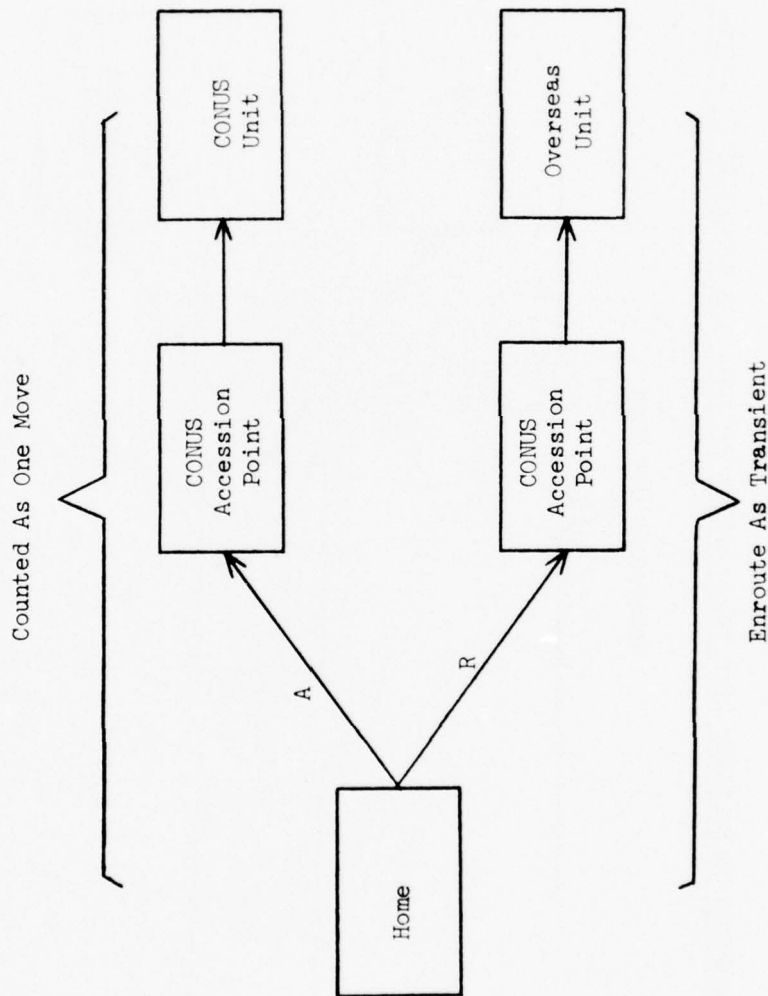 Counted As One Move
CONUS
Unit
CONUS
Accession
Point
A
Home
R
CONUS
Accession
Point
Overseas
Unit
Enroute As Transient